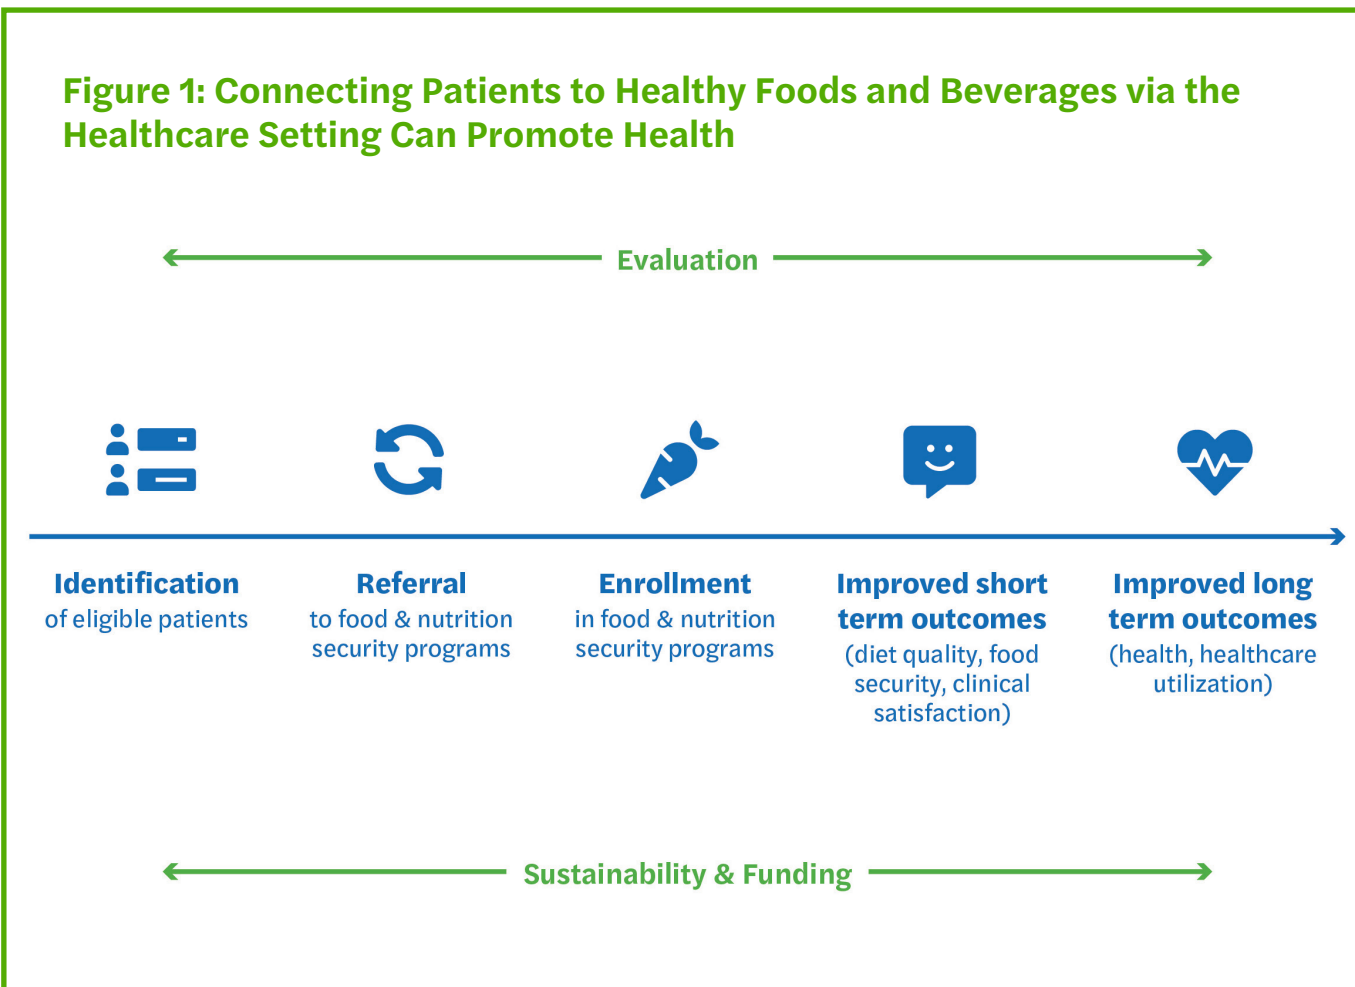 Figure 1: Connecting Patients to Healthy Foods and Beverages via the
Healthcare Setting Can Promote Health
Evaluation
Identification
of eligible patients
Referral
to food & nutrition
security programs
Enrollment
in food & nutrition
security programs
Improved short
term outcomes
(diet quality, food
security, clinical
satisfaction)
Improved long
term outcomes
(health, healthcare
utilization)
Sustainability & Funding